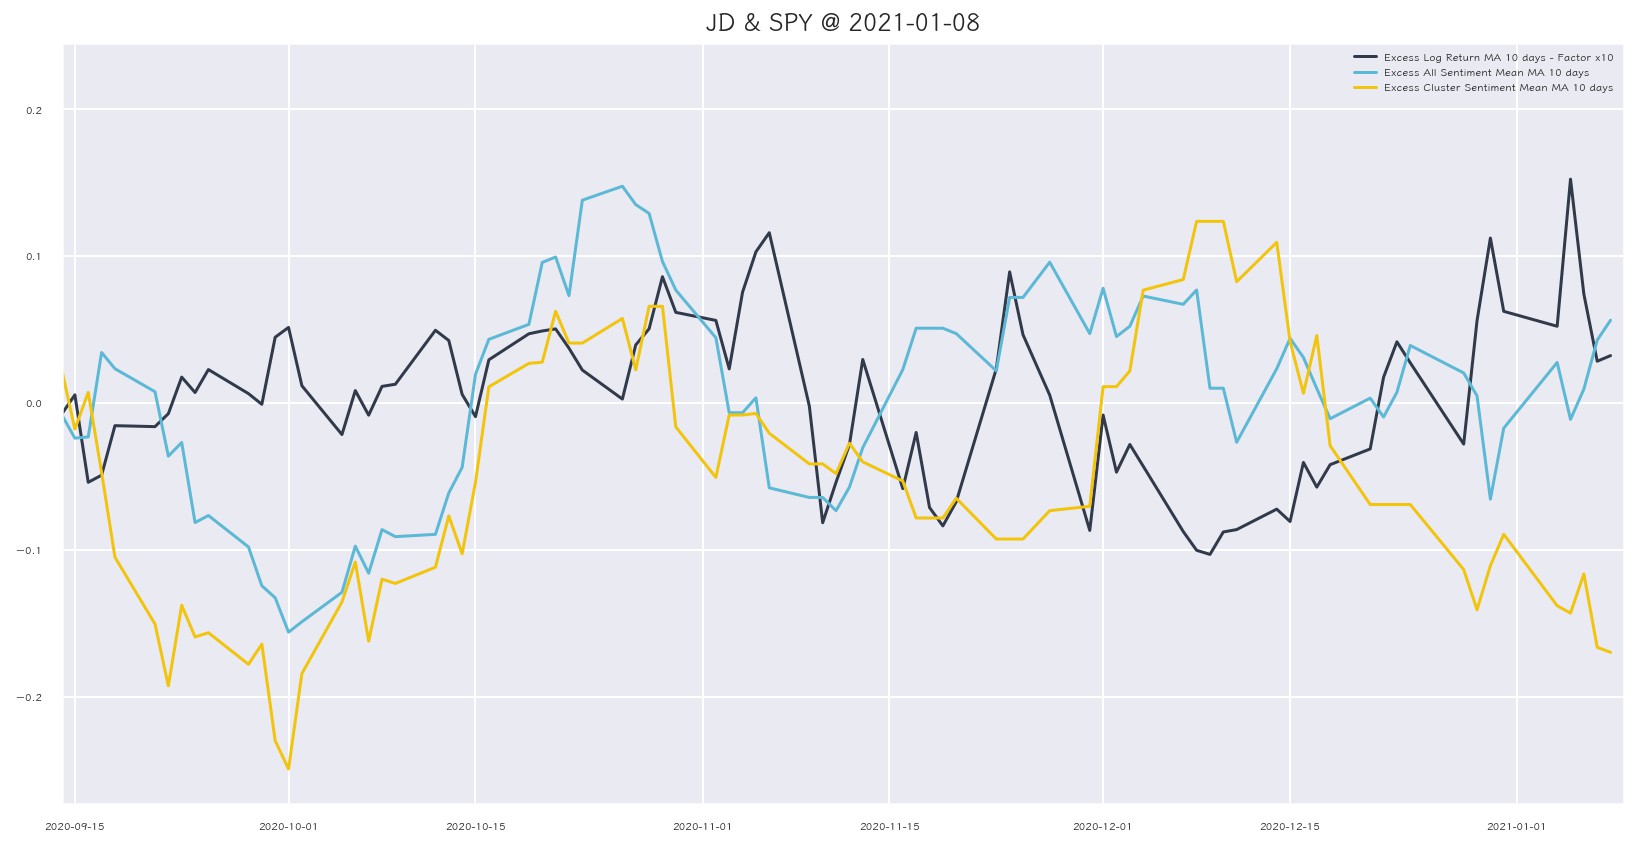 JD & SPY @ 2021-01-08
Excess Log Return MA 10 days - Factor x10
Excess All Sentiment Mean MA 10 days
Excess Cluster Sentiment Mean MA 10 days
0.2
0.1
0.0
−0.1
−0.2
2020-09-15 2020-10-01 2020-10-15 2020-11-01 2020-11-15 2020-12-01 2020-12-15 2021-01-01